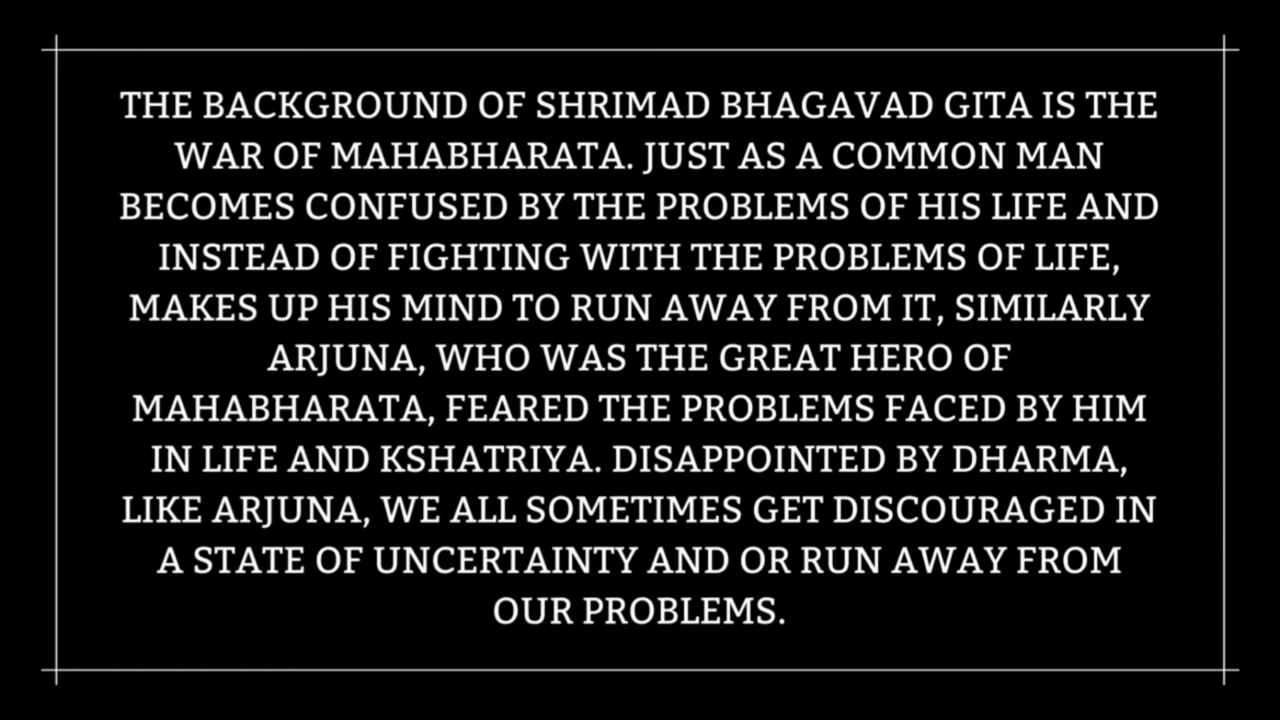 THE BACKGROUND OF SHRIMAD BHAGAVAD GITA IS THE
WAR OF MAHABHARATA. JUST AS A COMMON MAN
BECOMES CONFUSED BY THE PROBLEMS OF HIS LIFE AND
INSTEAD OF FIGHTING WITH THE PROBLEMS OF LIFE,
MAKES UP HIS MIND TO RUN AWAY FROM IT, SIMILARLY
ARJUNA, WHO WAS THE GREAT HERO OF
MAHABHARATA, FEARED THE PROBLEMS FACED BY HIM
IN LIFE AND KSHATRIYA. DISAPPOINTED BY DHARMA,
LIKE ARJUNA, WE ALL SOMETIMES GET DISCOURAGED IN
A STATE OF UNCERTAINTY AND OR RUN AWAY FROM
OUR PROBLEMS.